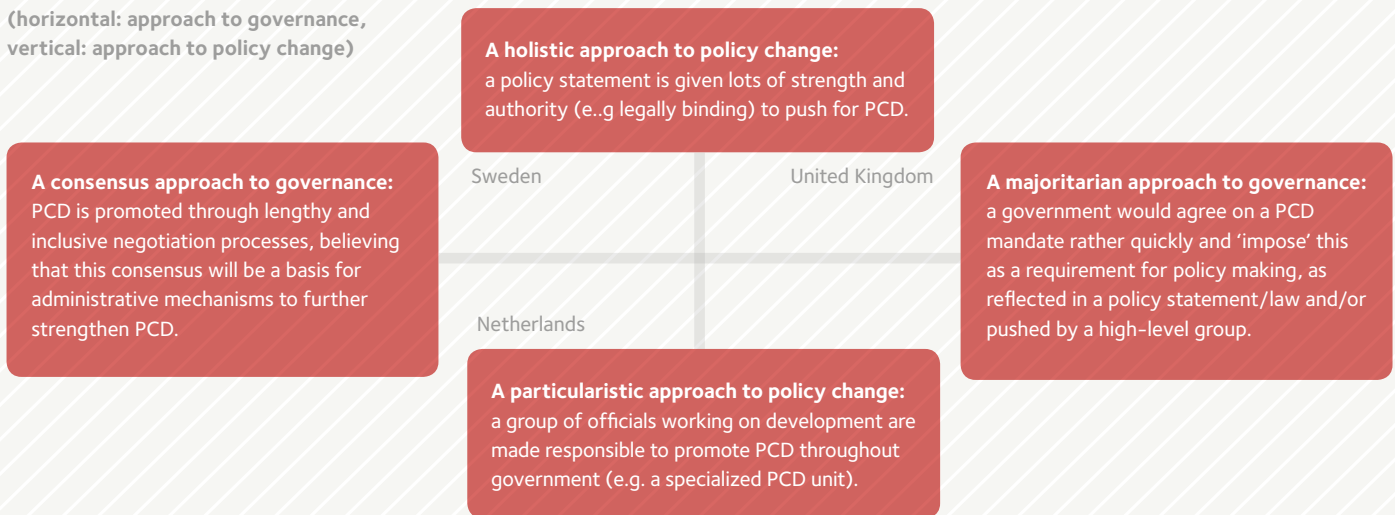 (horizontal: approach to governance,
vertical: approach to policy change)
A holistic approach to policy change:
a policy statement is given lots of strength and
authority (e..g legally binding) to push for PCD.
A consensus approach to governance:
PCD is promoted through lengthy and
inclusive negotiation processes, believing
that this consensus will be a basis for
administrative mechanisms to further
strengthen PCD.
Sweden
United Kingdom
A majoritarian approach to governance:
a government would agree on a PCD
mandate rather quickly and ‘impose’ this
as a requirement for policy making, as
reflected in a policy statement/law and/or
pushed by a high-level group.
Netherlands
A particularistic approach to policy change:
a group of officials working on development are
made responsible to promote PCD throughout
government (e.g. a specialized PCD unit).